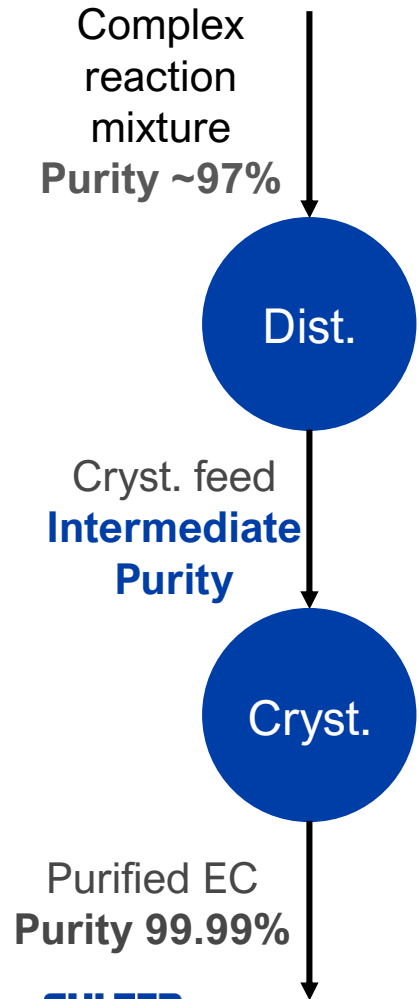 Complex
reaction
mixture
Purity ~97%
Dist.
Cryst. feed
Intermediate
Purity
Cryst.
Purified EC
Purity 99.99%